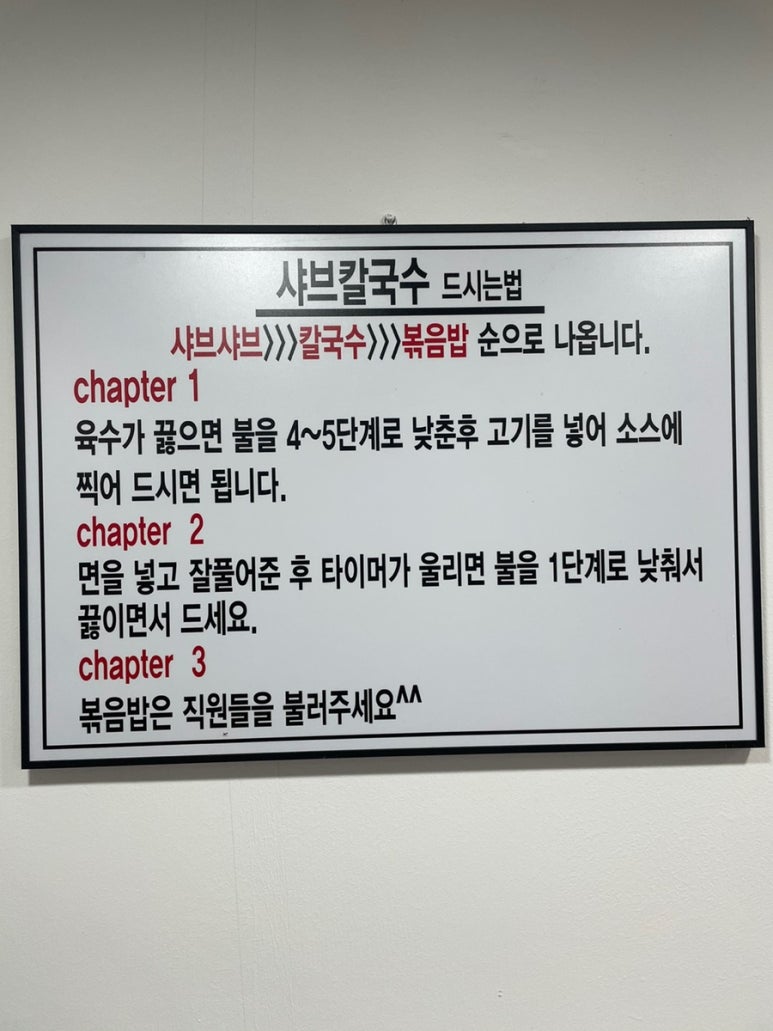 샤브칼국수 드시는법
샤브샤브>>>칼국수>>>볶음밥 순으로 나옵니다.
chapter 1
육수가 끓으면 불을 4~5단계로 낮춘후 고기를 넣어 소스에
찍어 드시면 됩니다.
chapter 2
면을 넣고 잘풀어준 후 타이머가 울리면 불을 1단계로 낮춰서
끓이면서 드세요.
chapter 3
볶음밥은 직원들을 불러주세요^^